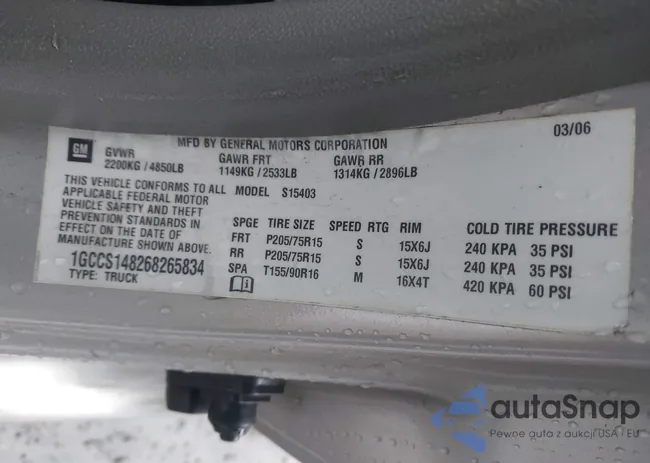 MFD BY GENERAL MOTORS CORPORATION 03/06
GM GVWR GAWR FRT GAWR RR
2200KG / 4850LB 1149KG / 2533LB 1314KG / 2896LB
THIS VEHICLE CONFORMS TO ALL MODEL S15403
APPLICABLE FEDERAL MOTOR
VEHICLE SAFETY AND THEFT
PREVENTION STANDARDS IN
EFFECT ON THE DATE OF
MANUFACTURE SHOWN ABOVE.
1GCCS148268265834
TYPE: TRUCK
SPGE TIRE SIZE SPEED RTG RIM COLD TIRE PRESSURE
FRT P205/75R15 S 15X6J 240 KPA 35 PSI
RR P205/75R15 S 15X6J 240 KPA 35 PSI
SPA T155/90R16 M 16X4T 420 KPA 60 PSI
autaSnap
Pewne auta z aukcji USA i EU